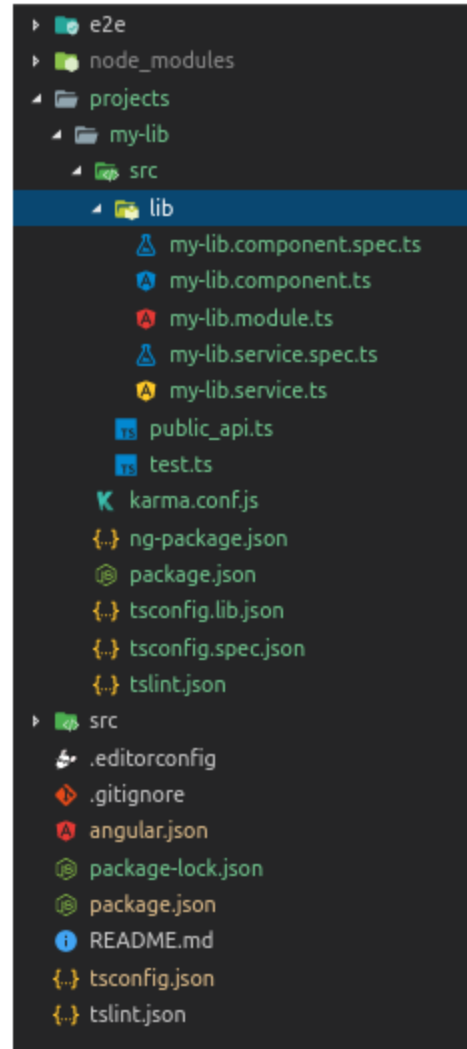 e2e
node_modules
projects
my-lib
src
lib
my-lib.component.spec.ts
my-lib.component.ts
my-lib.module.ts
my-lib.service.spec.ts
my-lib.service.ts
TS public_api.ts
TS test.ts
karma.conf.js
{..} ng-package.json
package.json
{..} tsconfig.lib.json
{..} tsconfig.spec.json
{..} tslint.json
src
.editorconfig
.gitignore
angular.json
package-lock.json
package.json
README.md
{..} tsconfig.json
{..} tslint.json